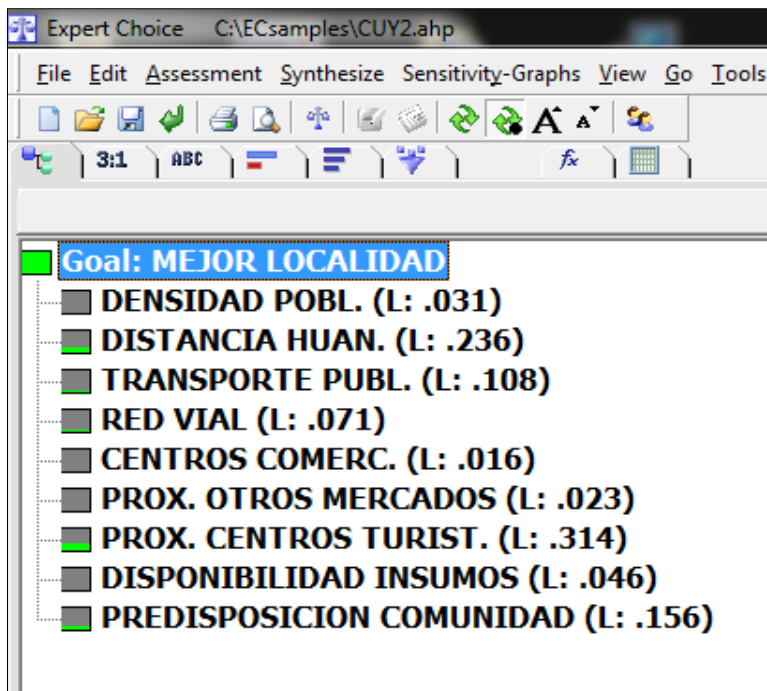 Expert Choice C:\ECsamples\CUY2.ahp
File Edit Assessment Synthesize Sensitivity-Graphs View Go Tools
A A
3:1 ABC fx
Goal: MEJOR LOCALIDAD
DENSIDAD POBL. (L: .031)
DISTANCIA HUAN. (L: .236)
TRANSPORTE PUBL. (L: .108)
RED VIAL (L: .071)
CENTROS COMERC. (L: .016)
PROX. OTROS MERCADOS (L: .023)
PROX. CENTROS TURIST. (L: .314)
DISPONIBILIDAD INSUMOS (L: .046)
PREDISPOSICION COMUNIDAD (L: .156)